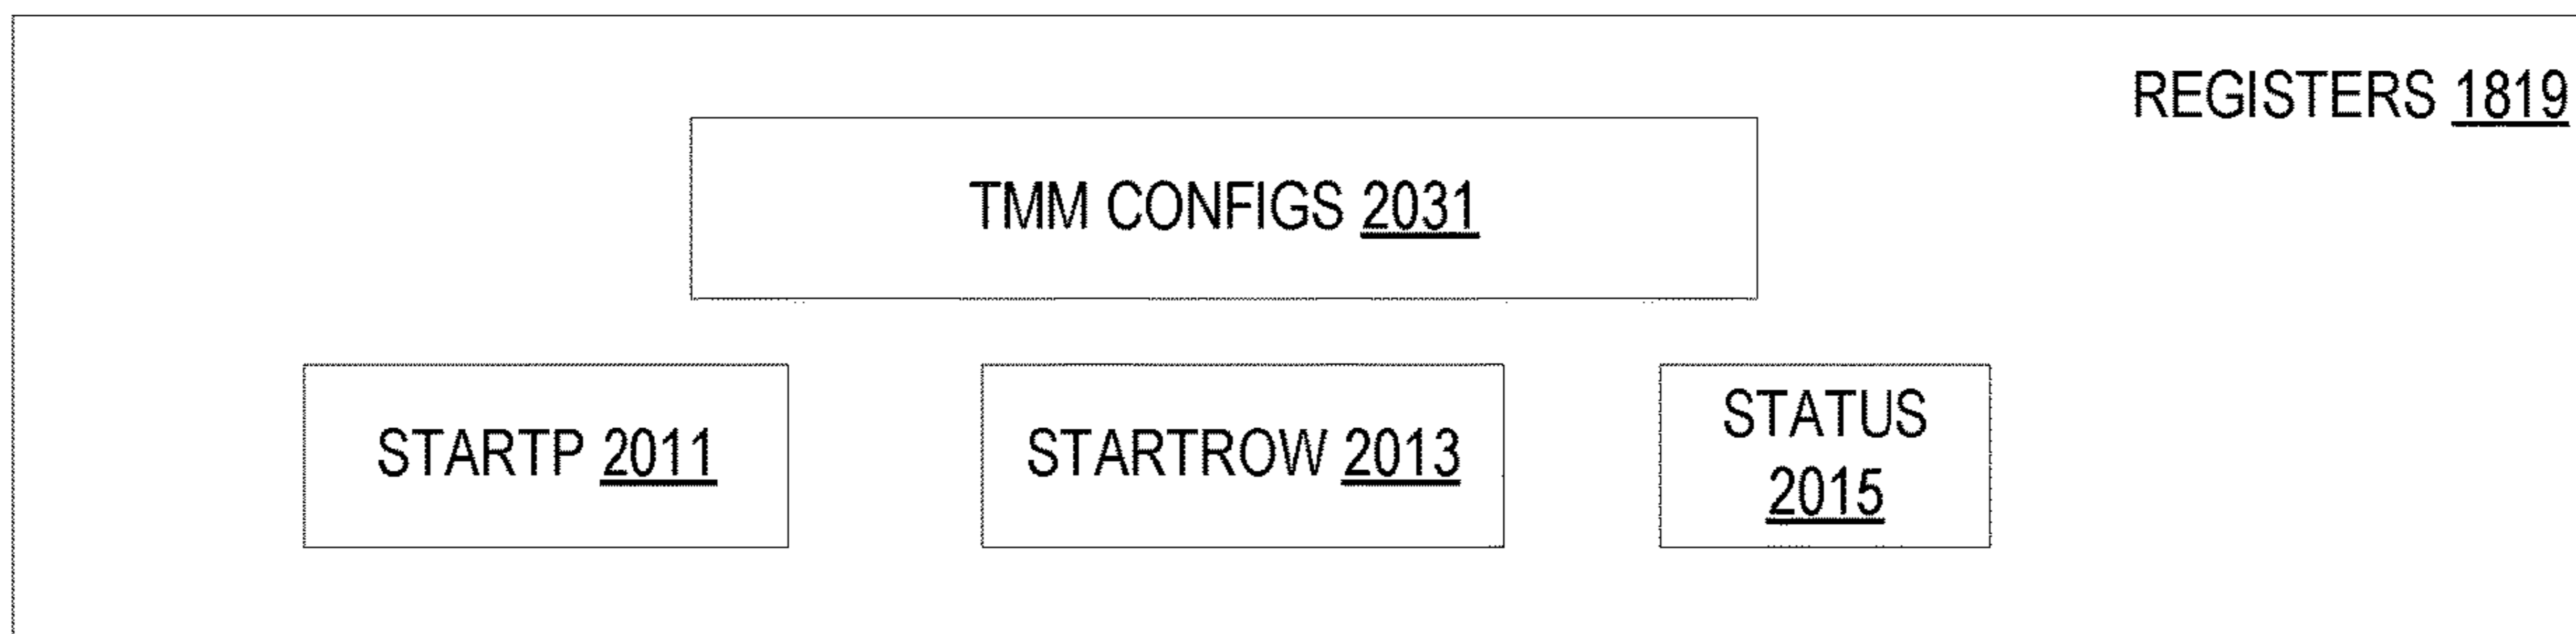 REGISTERS 1819
TMM CONFIGS 2031
STARTP 2011
STARTROW 2013
STATUS
2015